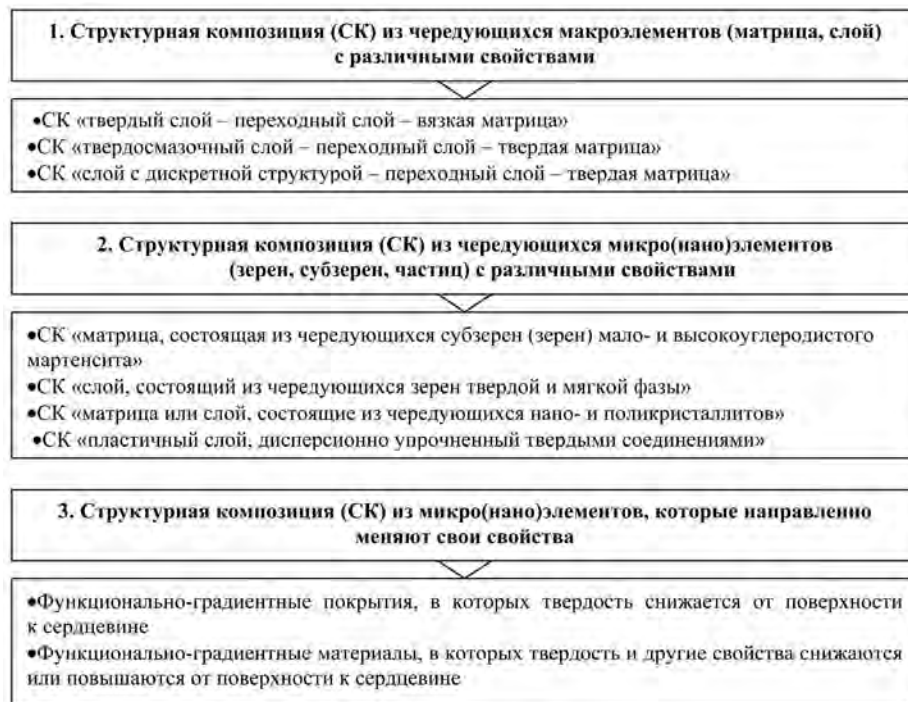 1. Структурная композиция (СК) из чередующихся макроэлементов (матрица, слой)
с различными свойствами
•СК «твердый слой – переходный слой – вязкая матрица»
•СК «твердосмазочный слой – переходный слой – твердая матрица»
•СК «слой с дискретной структурой – переходный слой – твердая матрица»
2. Структурная композиция (СК) из чередующихся микро(нано)элементов
(зерен, субзерен, частиц) с различными свойствами
•СК «матрица, состоящая из чередующихся субзерен (зерен) мало- и высокоуглеродистого
мартенсита»
•СК «слой, состоящий из чередующихся зерен твердой и мягкой фазы»
•СК «матрица или слой, состоящие из чередующихся нано- и поликристаллитов»
•СК «пластичный слой, дисперсионно упрочненный твердыми соединениями»
3. Структурная композиция (СК) из микро(нано)элементов, которые направленно
меняют свои свойства
•Функционально-градиентные покрытия, в которых твердость снижается от поверхности
к сердцевине
•Функционально-градиентные материалы, в которых твердость и другие свойства снижаются
или повышаются от поверхности к сердцевине